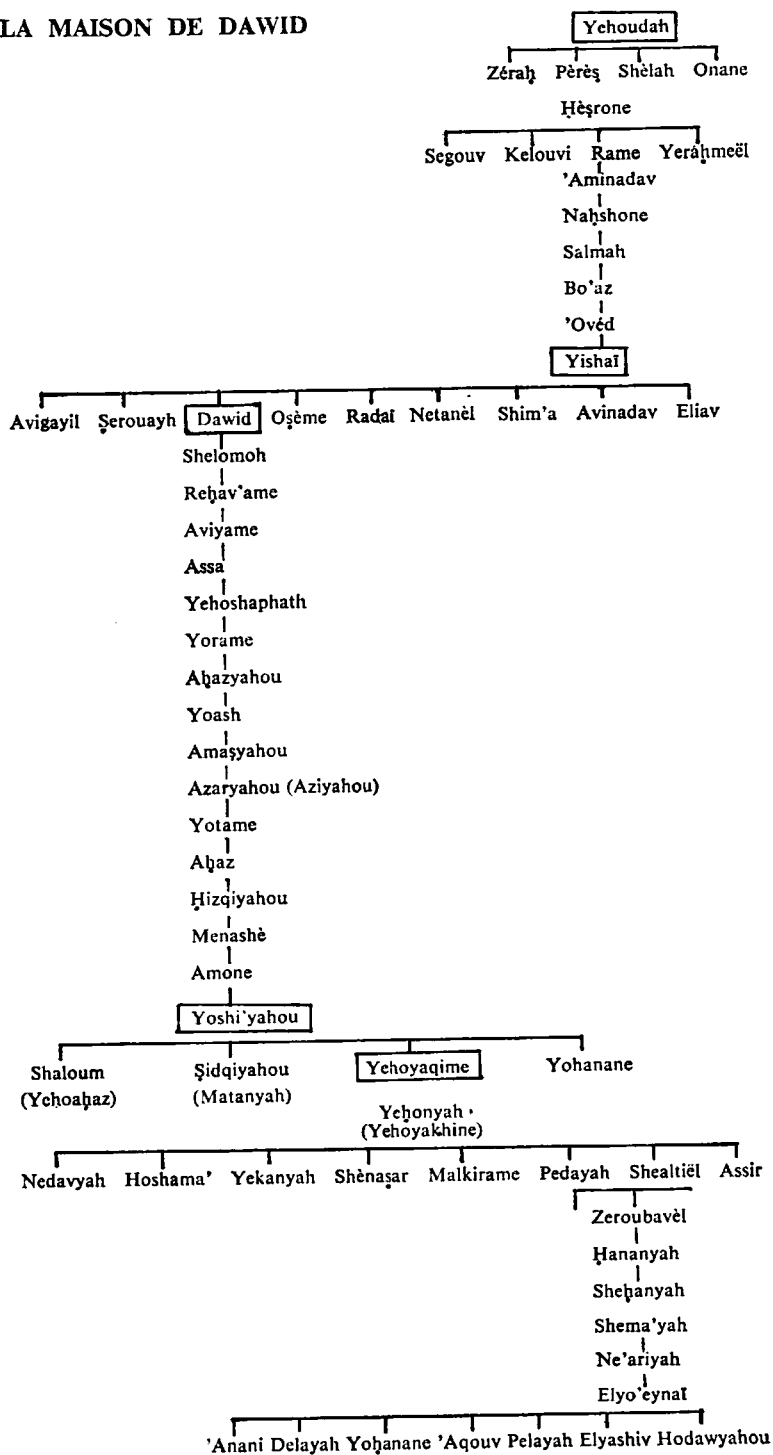 LA MAISON DE DAWID
Yehoudah
Zéraḥ Pèrèṣ Shèlah Onane
Ḥèṣrone
Segouv Kelouvi Rame Yeraḥmeël
'Aminadav
Naḥshone
Salmah
Bo'az
'Ovéd
Yishaï
Avigayil Ṣerouayh Dawid Oṣème Radaï Netanèl Shim'a Avinadav Eliav
Shelomoh
Reḥav'ame
Aviyame
Assa
Yehoshaphath
Yorame
Aḥazyahou
Yoash
Amaṣyahou
Azaryahou (Aziyahou)
Yotame
Aḥaz
Ḥizqiyahou
Menashè
Amone
Yoshi'yahou
Shaloum Ṣidqiyahou Yehoyaqime Yohanane
(Yehoaḥaz) (Matanyah)
Yeḥonyah
(Yehoyakhine)
Nedavyah Hoshama' Yekanyah Shènaṣar Malkirame Pedayah Shealtiël Assir
Zeroubavèl
Ḥananyah
Sheḥanyah
Shema'yah
Ne'ariyah
Elyo'eynaï
'Anani Delayah Yoḥanane 'Aqouv Pelayah Elyashiv Hodawyahou